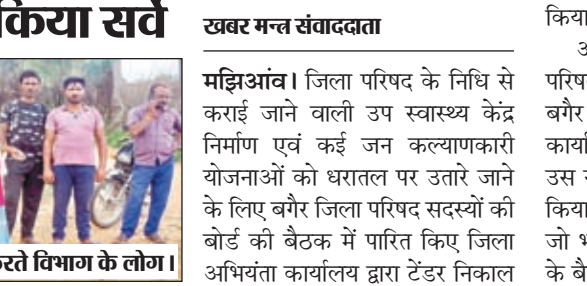 किया सर्वे
रते विभाग के लोग।
खबर मन्त्र संवाददाता
मझिआंव। जिला परिषद के निधि से
कराई जाने वाली उप स्वास्थ्य केंद्र
निर्माण एवं कई जन कल्याणकारी
योजनाओं को धरातल पर उतारे जाने
के लिए बगैर जिला परिषद सदस्यों की
बोर्ड की बैठक में पारित किए जिला
अभियंता कार्यालय द्वारा टेंडर निकाल
किया
परिष
बगैर
उस
किया
के बै